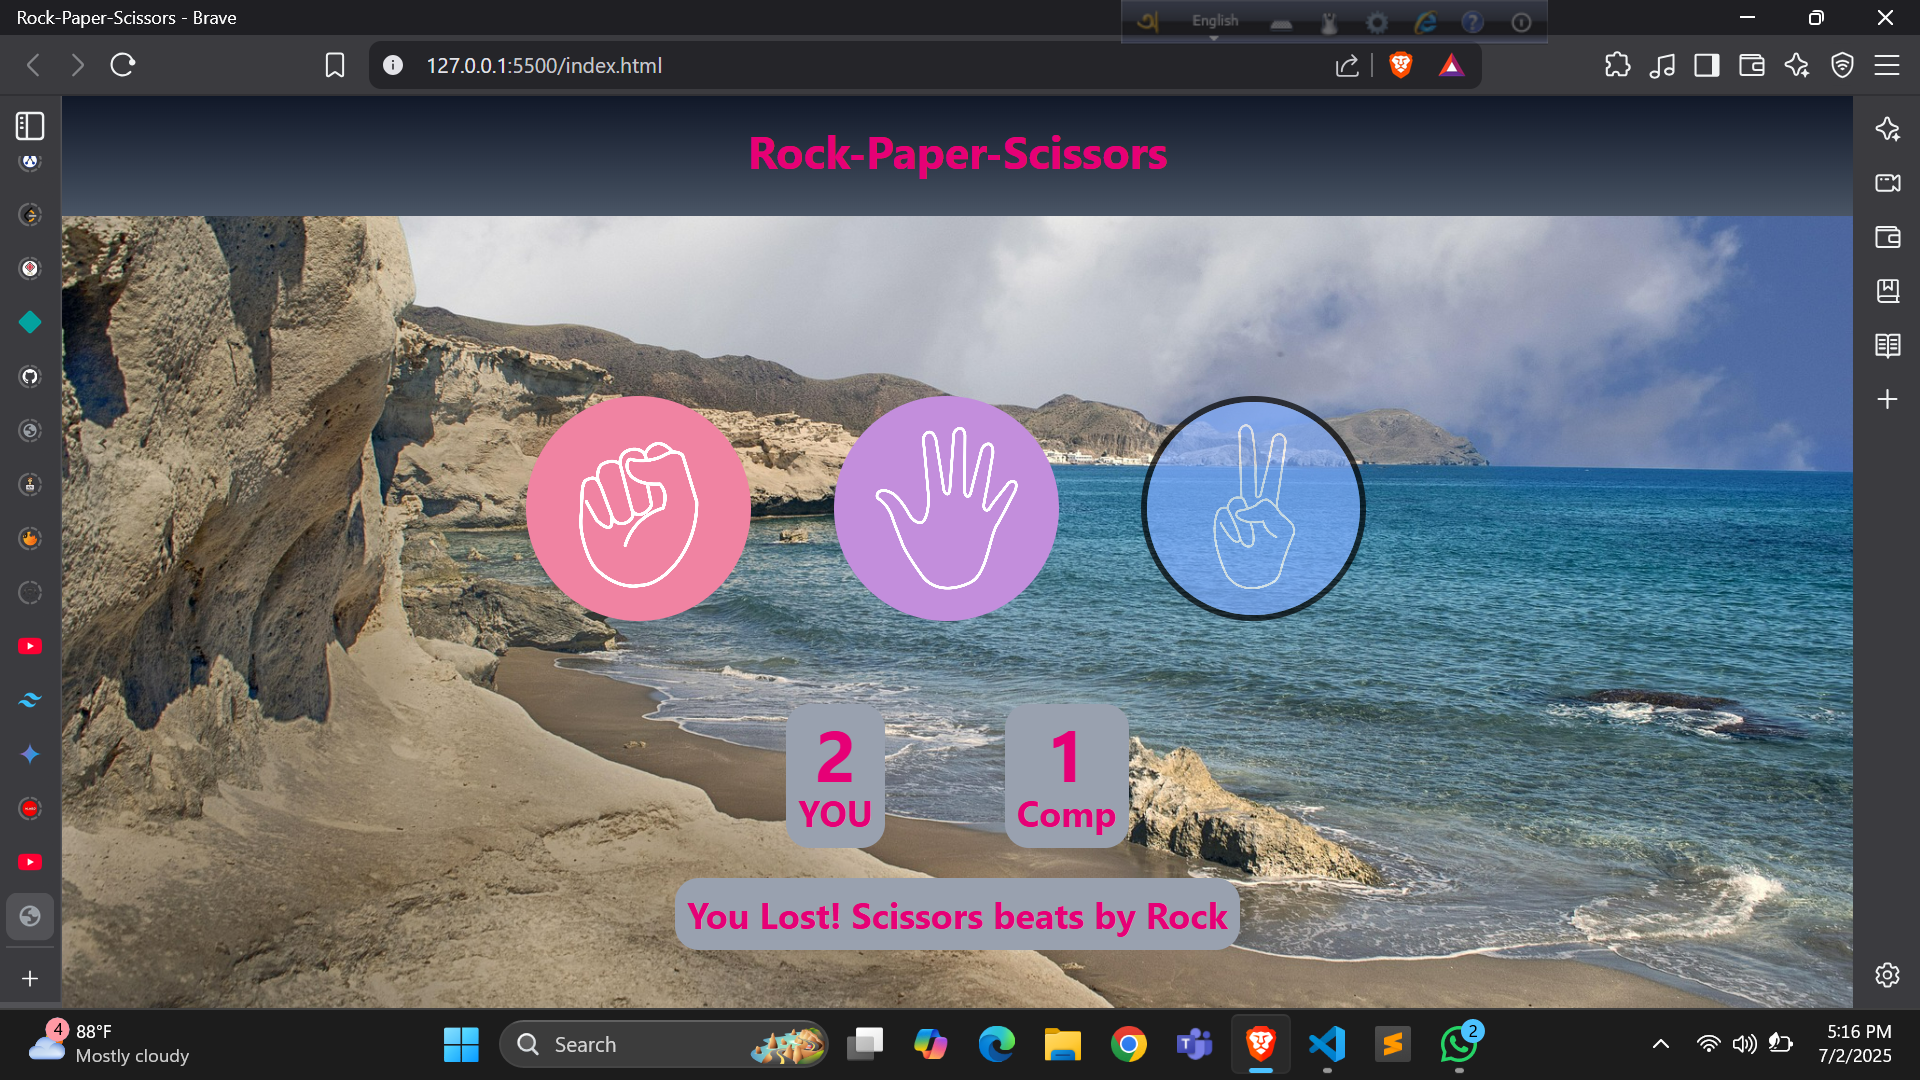 Rock-Paper-Scissors - Brave
অ English
127.0.0.1:5500/index.html
Rock-Paper-Scissors
2
YOU
1
Comp
You Lost! Scissors beats by Rock
4
88°F
Mostly cloudy
Search
T
2
5:16 PM
7/2/2025